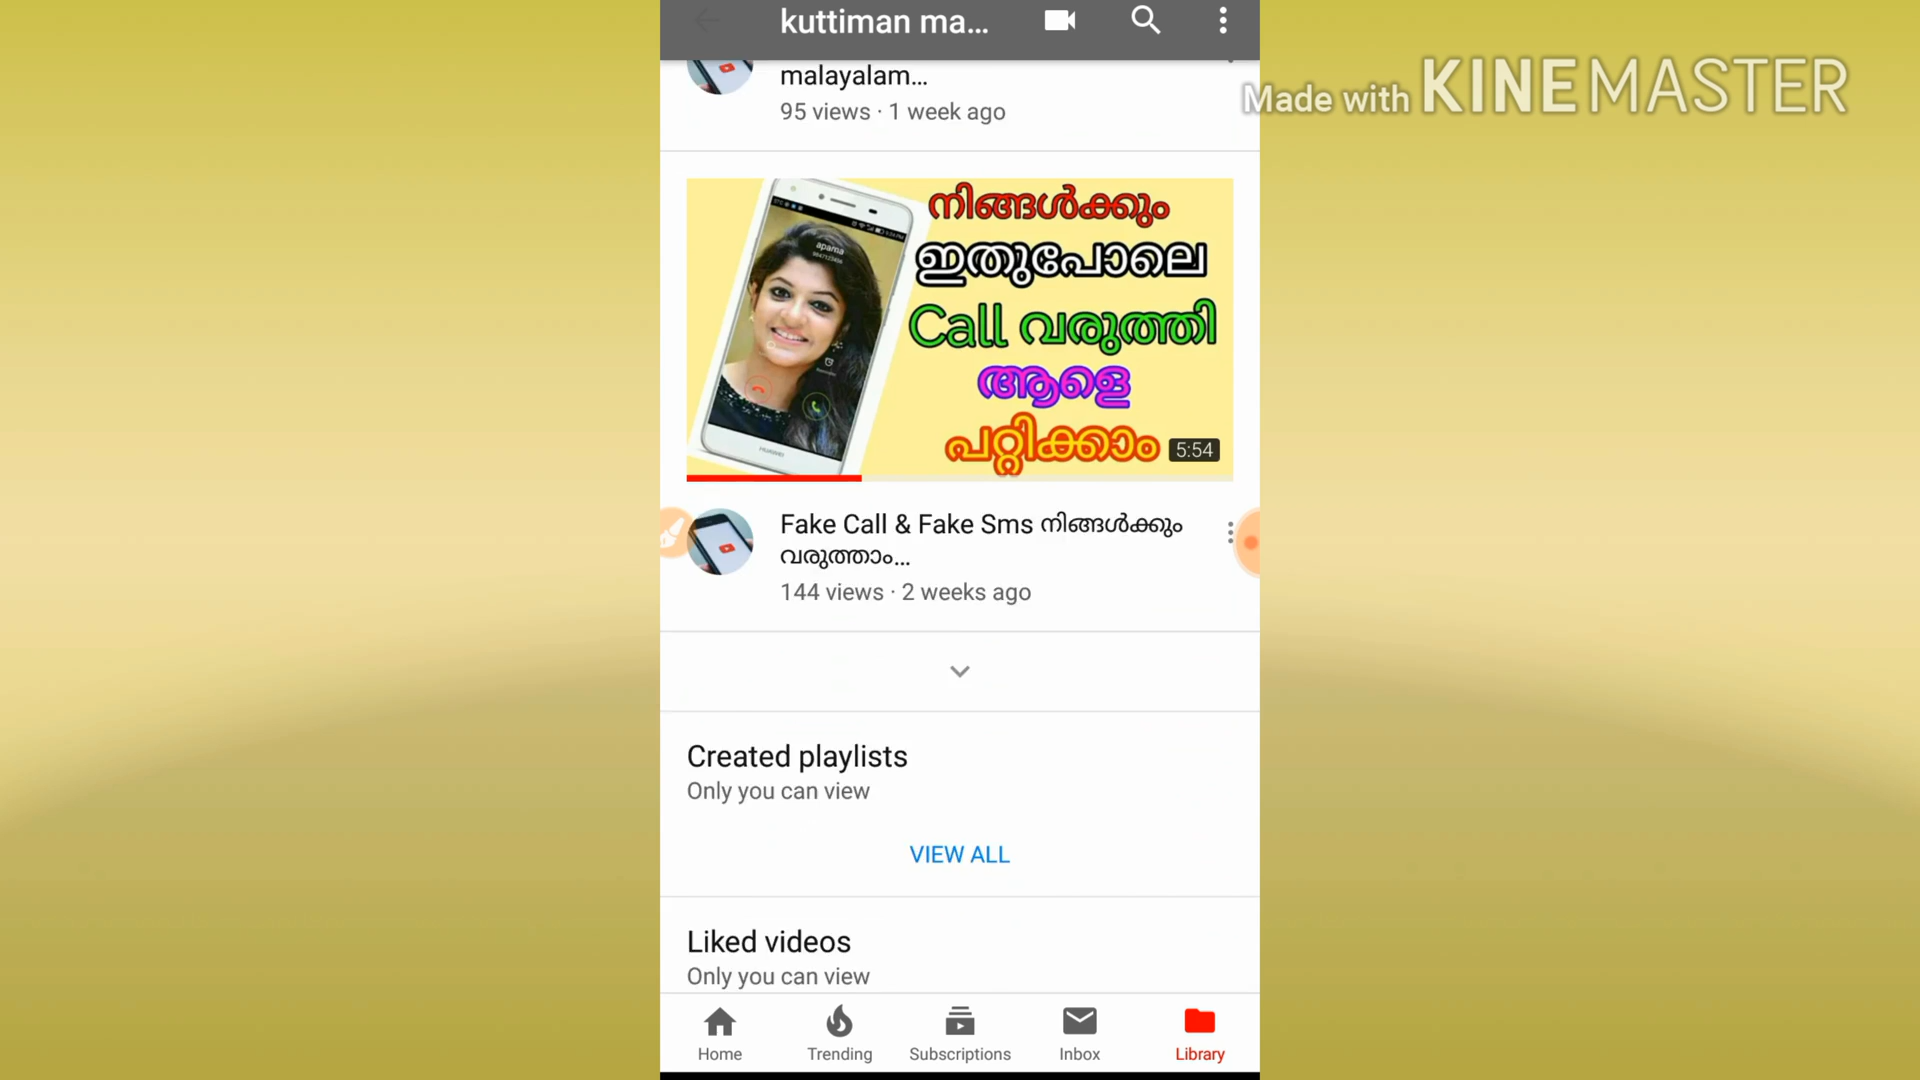 kuttiman ma...
Made with KINEMASTER
malayalam...
95 views · 1 week ago
aparna
നിങ്ങൾക്കും
ഇതുപോലെ
Call വരുത്തി
ആളെ
പറ്റിക്കാം
5:54
HUAWEI
Fake Call & Fake Sms നിങ്ങൾക്കും
വരുത്താം...
144 views · 2 weeks ago
Created playlists
Only you can view
VIEW ALL
Liked videos
Only you can view
Home
Trending
Subscriptions
Inbox
Library